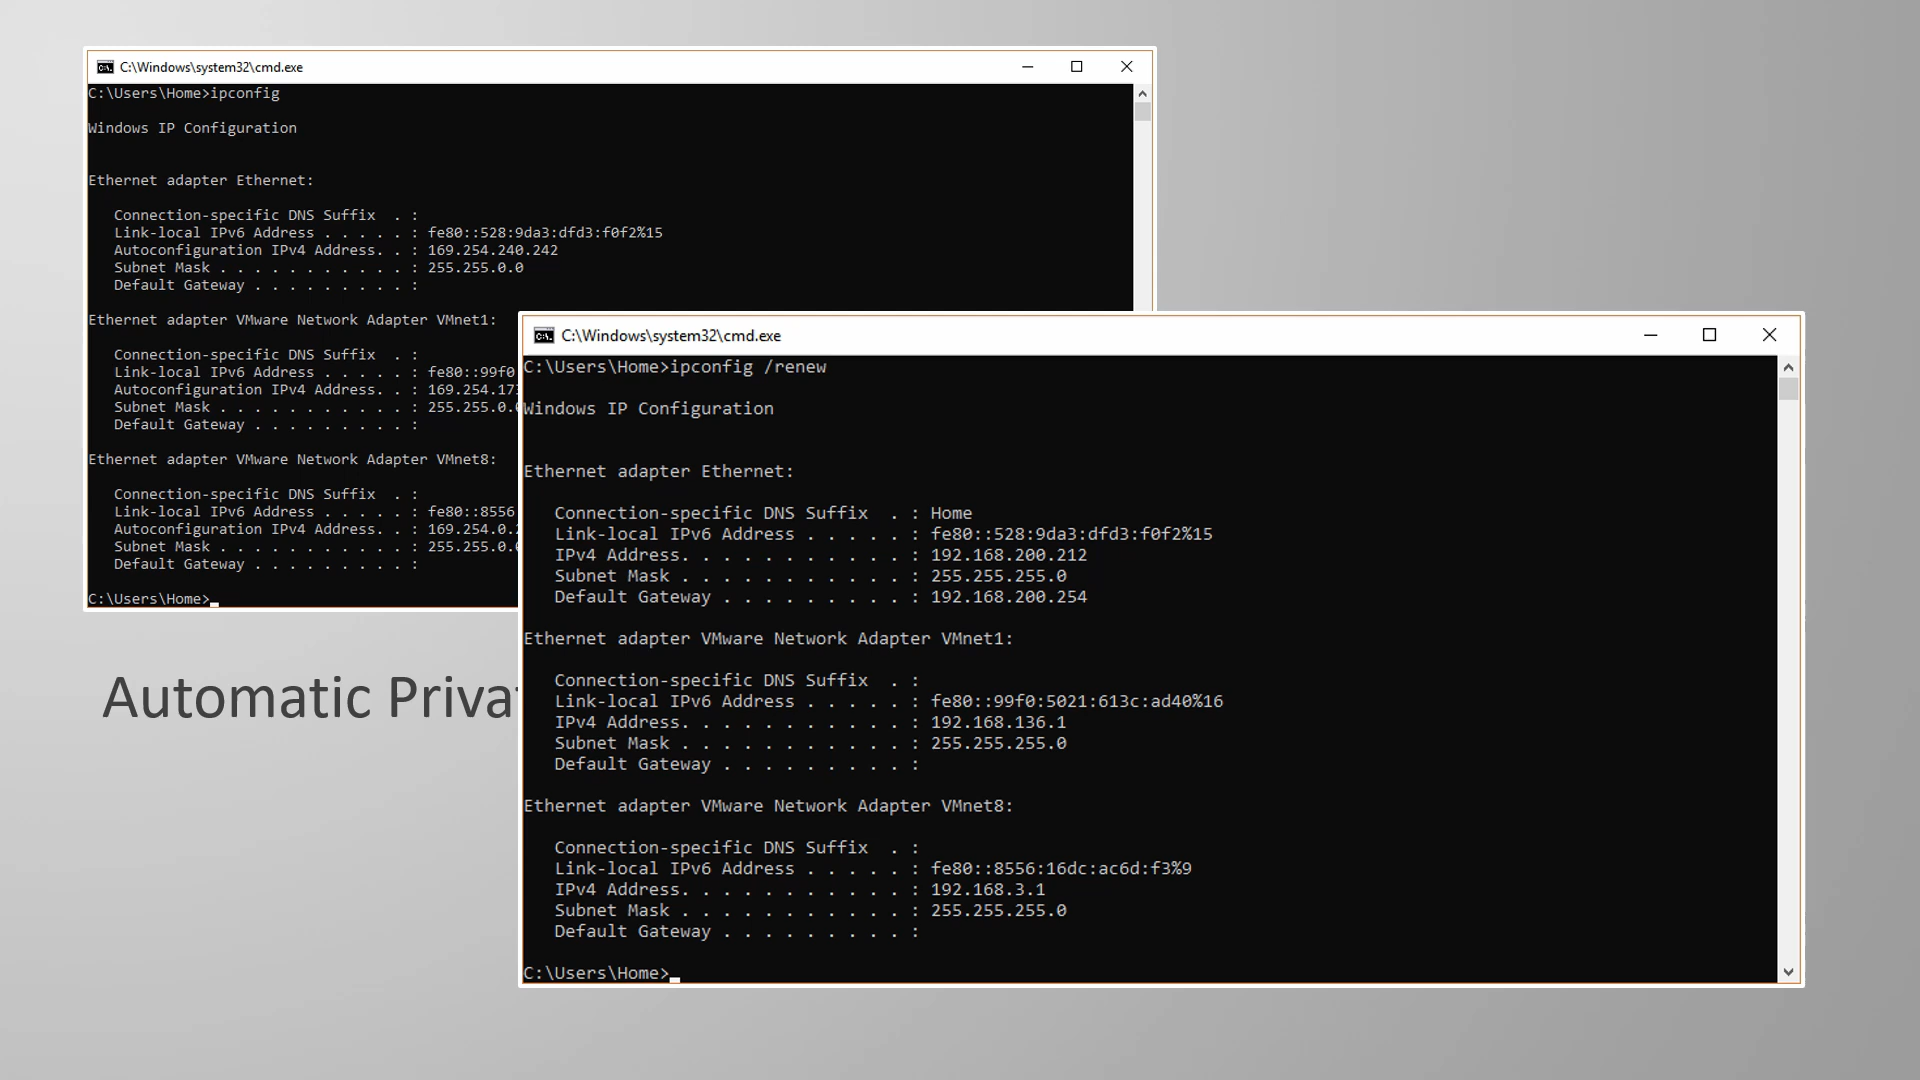 C:\Windows\system32\cmd.exe
C:\Users\Home>ipconfig
Windows IP Configuration
Ethernet adapter Ethernet:
Connection-specific DNS Suffix . :
Link-local IPv6 Address . . . . . : fe80::528:9da3:dfd3:f0f2%15
Autoconfiguration IPv4 Address. . : 169.254.240.242
Subnet Mask . . . . . . . . . . . : 255.255.0.0
Default Gateway . . . . . . . . . :
Ethernet adapter VMware Network Adapter VMnet1:
Connection-specific DNS Suffix . :
Link-local IPv6 Address . . . . . : fe80::99f0
Autoconfiguration IPv4 Address. . : 169.254.17
Subnet Mask . . . . . . . . . . . : 255.255.0.
Default Gateway . . . . . . . . . :
Ethernet adapter VMware Network Adapter VMnet8:
Connection-specific DNS Suffix . :
Link-local IPv6 Address . . . . . : fe80::8556
Autoconfiguration IPv4 Address. . : 169.254.0.
Subnet Mask . . . . . . . . . . . : 255.255.0.
Default Gateway . . . . . . . . . :
C:\Users\Home>
Automatic Priva
C:\Windows\system32\cmd.exe
C:\Users\Home>ipconfig /renew
Windows IP Configuration
Ethernet adapter Ethernet:
Connection-specific DNS Suffix . : Home
Link-local IPv6 Address . . . . . : fe80::528:9da3:dfd3:f0f2%15
IPv4 Address. . . . . . . . . . . : 192.168.200.212
Subnet Mask . . . . . . . . . . . : 255.255.255.0
Default Gateway . . . . . . . . . : 192.168.200.254
Ethernet adapter VMware Network Adapter VMnet1:
Connection-specific DNS Suffix . :
Link-local IPv6 Address . . . . . : fe80::99f0:5021:613c:ad40%16
IPv4 Address. . . . . . . . . . . : 192.168.136.1
Subnet Mask . . . . . . . . . . . : 255.255.255.0
Default Gateway . . . . . . . . . :
Ethernet adapter VMware Network Adapter VMnet8:
Connection-specific DNS Suffix . :
Link-local IPv6 Address . . . . . : fe80::8556:16dc:ac6d:f3%9
IPv4 Address. . . . . . . . . . . : 192.168.3.1
Subnet Mask . . . . . . . . . . . : 255.255.255.0
Default Gateway . . . . . . . . . :
C:\Users\Home>